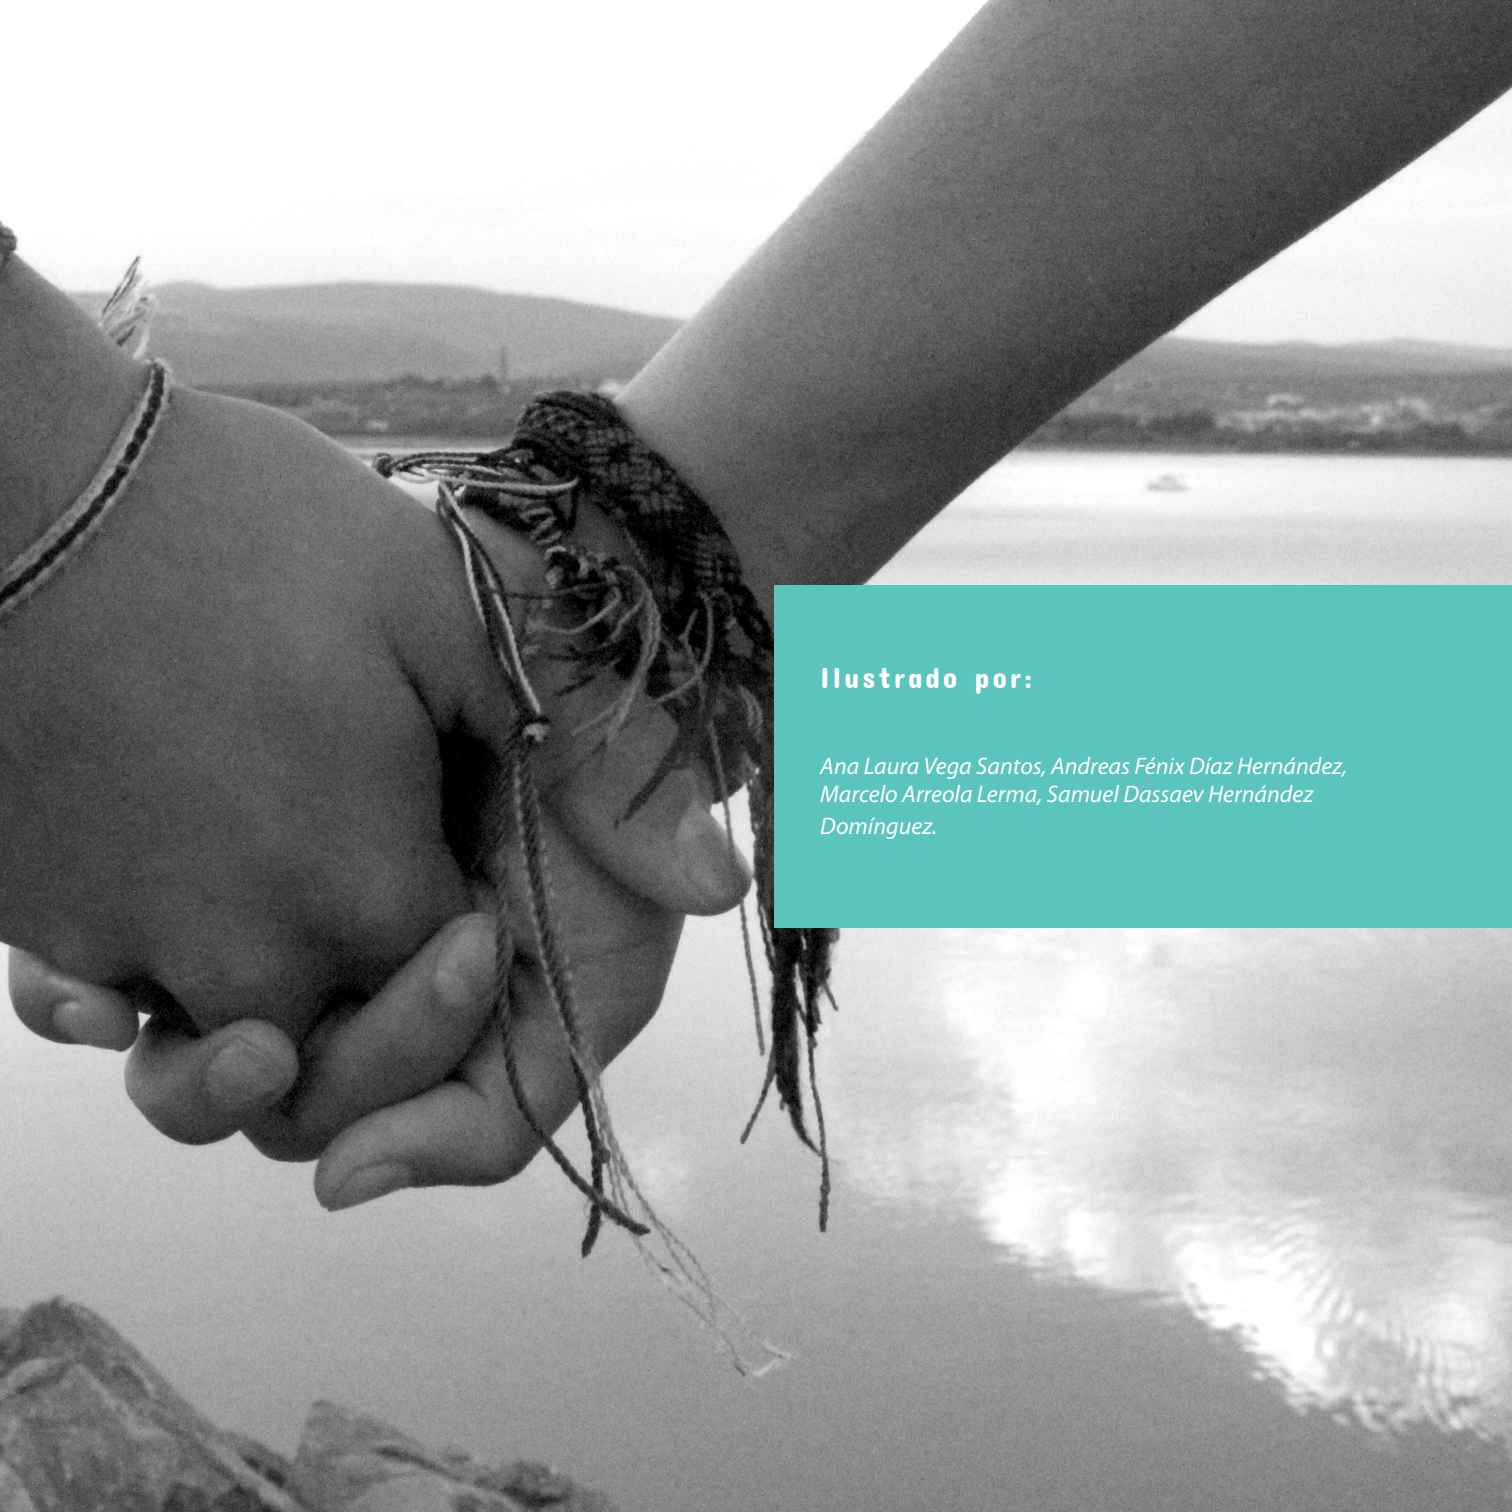 Ilustrado por:
Ana Laura Vega Santos, Andreas Fénix Díaz Hernández,
Marcelo Arreola Lerma, Samuel Dassaev Hernández
Domínguez.